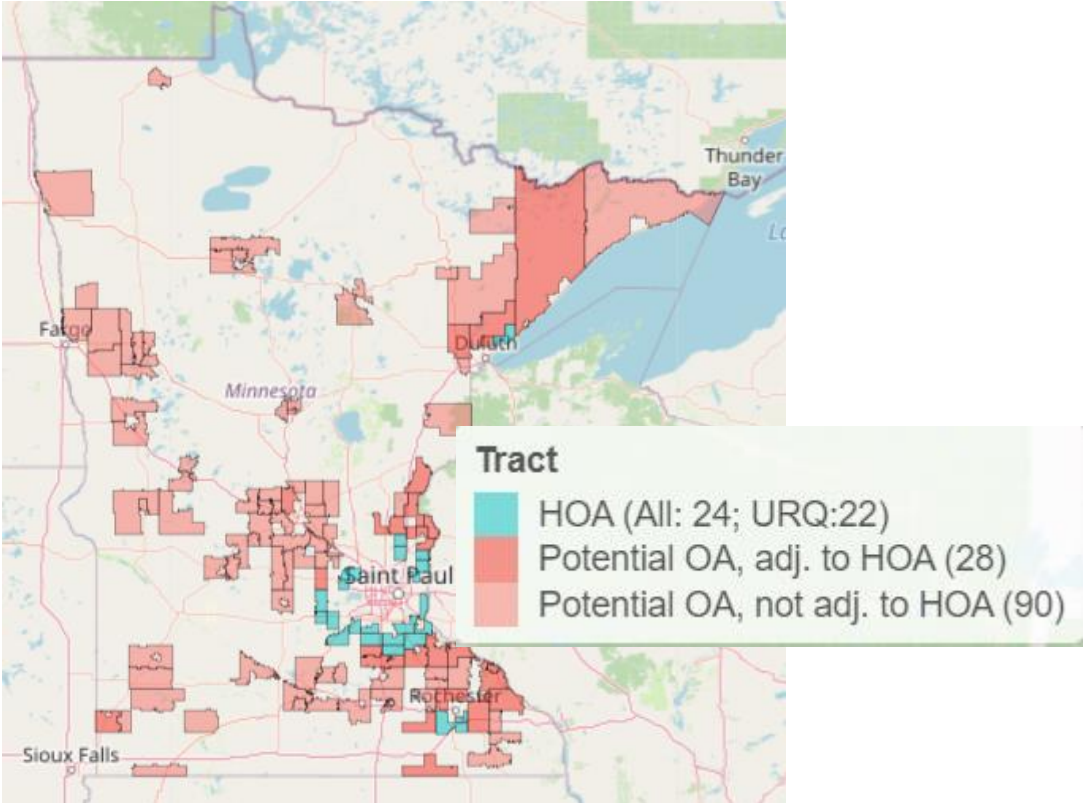 Thunder
Bay
La
Fargo
Duluth
Minnesota
Tract
HOA (All: 24; URQ:22)
Potential OA, adj. to HOA (28)
Saint Paul
Potential OA, not adj. to HOA (90)
Rochester
Sioux Falls